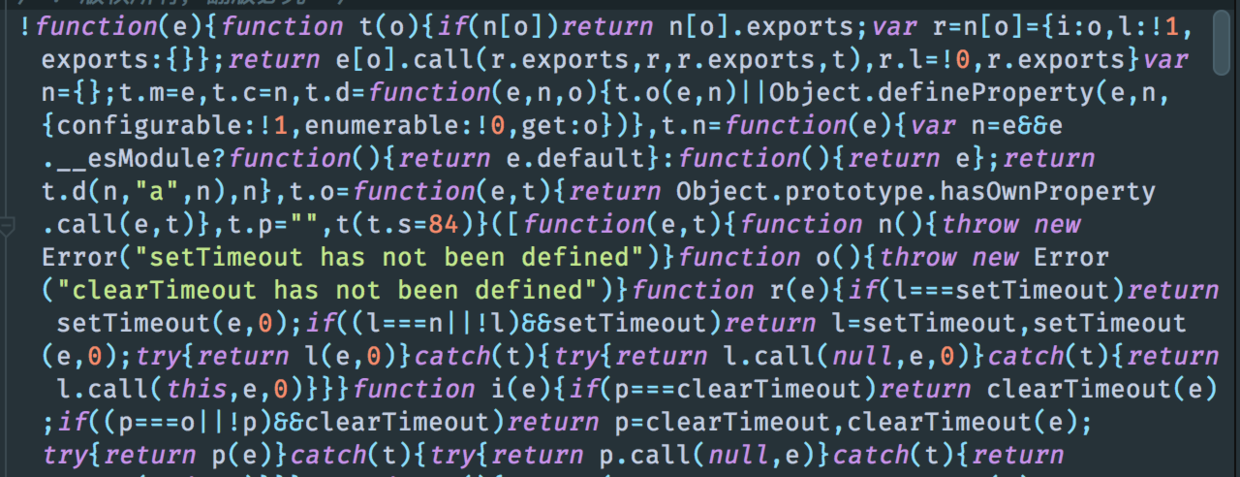 !function(e){function t(o){if(n[o])return n[o].exports;var r=n[o]={i:o,l:!1,
exports:{}};return e[o].call(r.exports,r,r.exports,t),r.l=!0,r.exports}var
n={};t.m=e,t.c=n,t.d=function(e,n,o){t.o(e,n)||Object.defineProperty(e,n,
{configurable:!1,enumerable:!0,get:o})},t.n=function(e){var n=e&&e
.__esModule?function(){return e.default}:function(){return e};return
t.d(n,"a",n),n},t.o=function(e,t){return Object.prototype.hasOwnProperty
.call(e,t)},t.p="",t(t.s=84)}([function(e,t){function n(){throw new
Error("setTimeout has not been defined")}function o(){throw new Error
("clearTimeout has not been defined")}function r(e){if(l===setTimeout)return
setTimeout(e,0);if((l===n||!l)&&setTimeout)return l=setTimeout,setTimeout
(e,0);try{return l(e,0)}catch(t){try{return l.call(null,e,0)}catch(t){return
l.call(this,e,0)}}}function i(e){if(p===clearTimeout)return clearTimeout(e)
;if((p===o||!p)&&clearTimeout)return p=clearTimeout,clearTimeout(e);
try{return p(e)}catch(t){try{return p.call(null,e)}catch(t){return